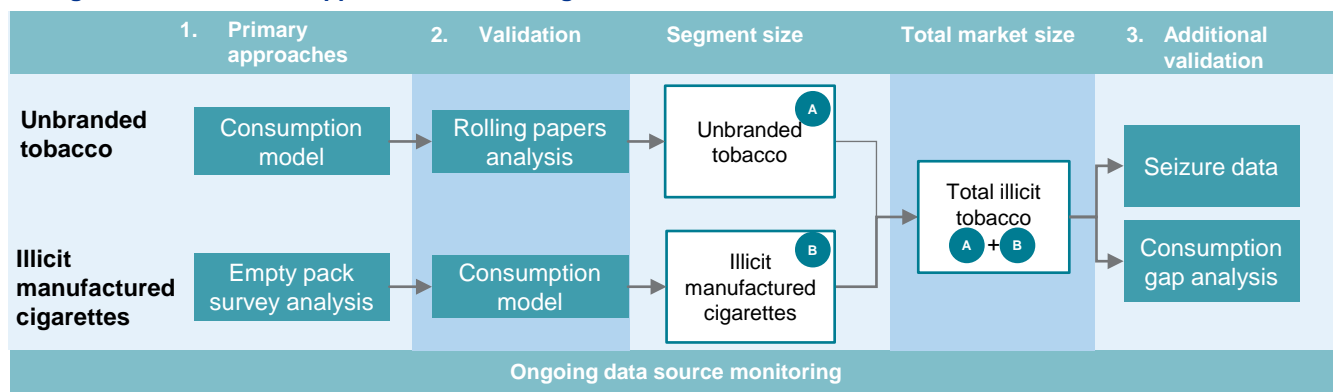 1. Primary approaches
2. Validation
Segment size
Total market size
3. Additional validation
Unbranded
tobacco
Consumption
model
Rolling papers
analysis
A
Unbranded
tobacco
Illicit
manufactured
cigarettes
Empty pack
survey analysis
Consumption
model
B
Illicit
manufactured
cigarettes
Total illicit
tobacco
A + B
Seizure data
Consumption
gap analysis
Ongoing data source monitoring